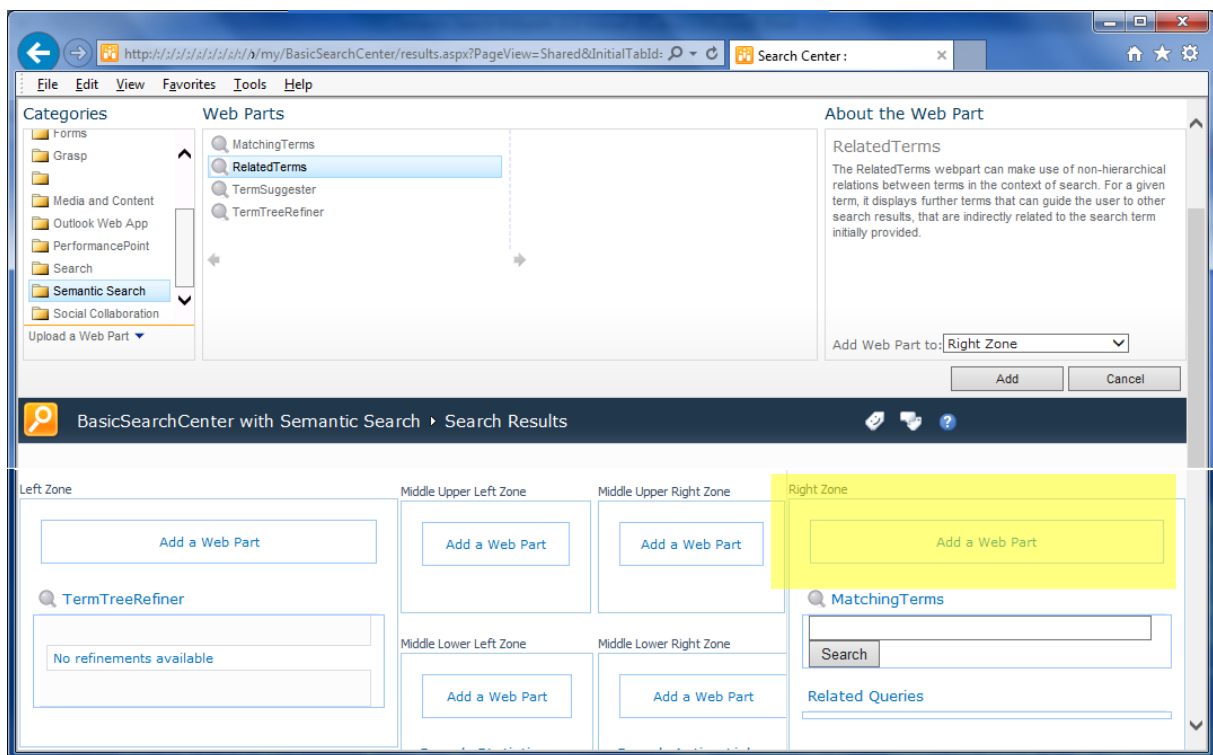 http://:/:/:/:/:/:/:/:/:/)/my/BasicSearchCenter/results.aspx?PageView=Shared&InitialTabId:
Search Center :
File Edit View Favorites Tools Help
Categories
Forms
Grasp
Media and Content
Outlook Web App
PerformancePoint
Search
Semantic Search
Social Collaboration
Upload a Web Part
Web Parts
MatchingTerms
RelatedTerms
TermSuggester
TermTreeRefiner
About the Web Part
RelatedTerms
The RelatedTerms webpart can make use of non-hierarchical
relations between terms in the context of search. For a given
term, it displays further terms that can guide the user to other
search results, that are indirectly related to the search term
initially provided.
Add Web Part to: Right Zone
Add Cancel
BasicSearchCenter with Semantic Search Search Results
Left Zone
Add a Web Part
TermTreeRefiner
No refinements available
Middle Upper Left Zone
Add a Web Part
Middle Upper Right Zone
Add a Web Part
Middle Lower Left Zone
Add a Web Part
Middle Lower Right Zone
Add a Web Part
Right Zone
Add a Web Part
MatchingTerms
Search
Related Queries